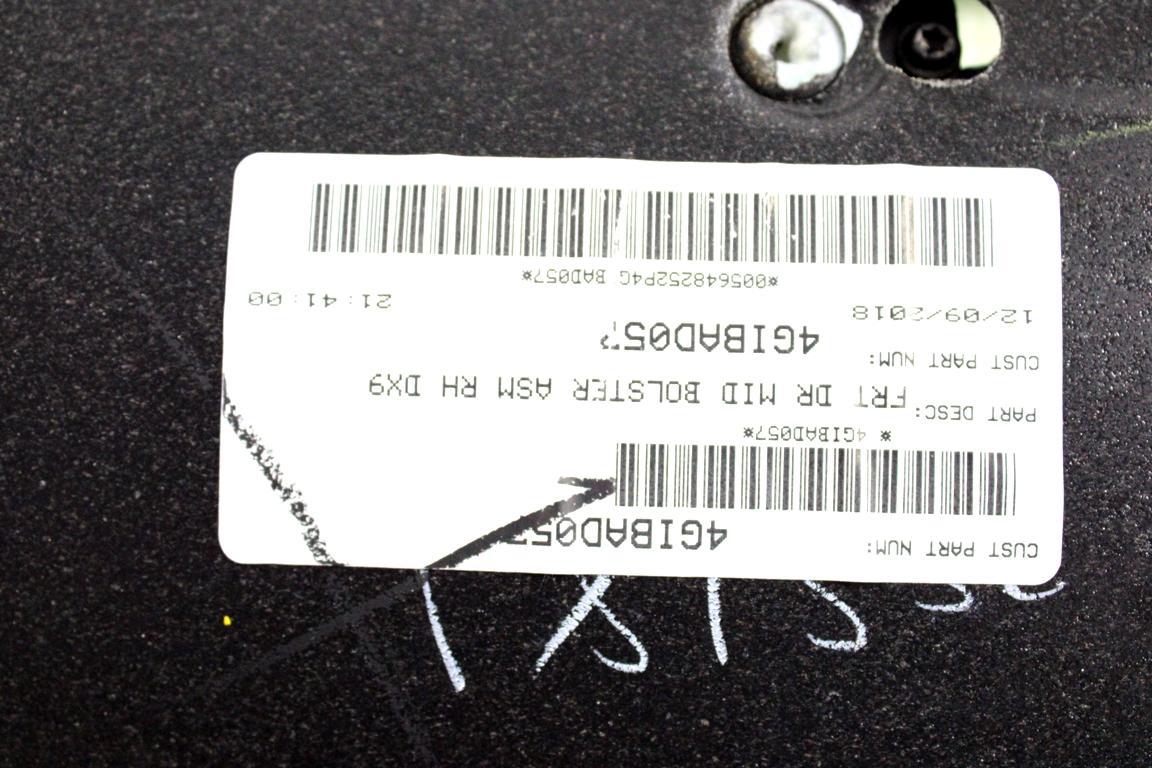 CUST PART NUM: 4GIBAD057
* 4GIBAD057*
PART DESC: FRT DR MID BOLSTER ASM RH DX9
CUST PART NUM: 4GIBAD057
12/09/2018 21:41:00
*005648252P4G BAD057*